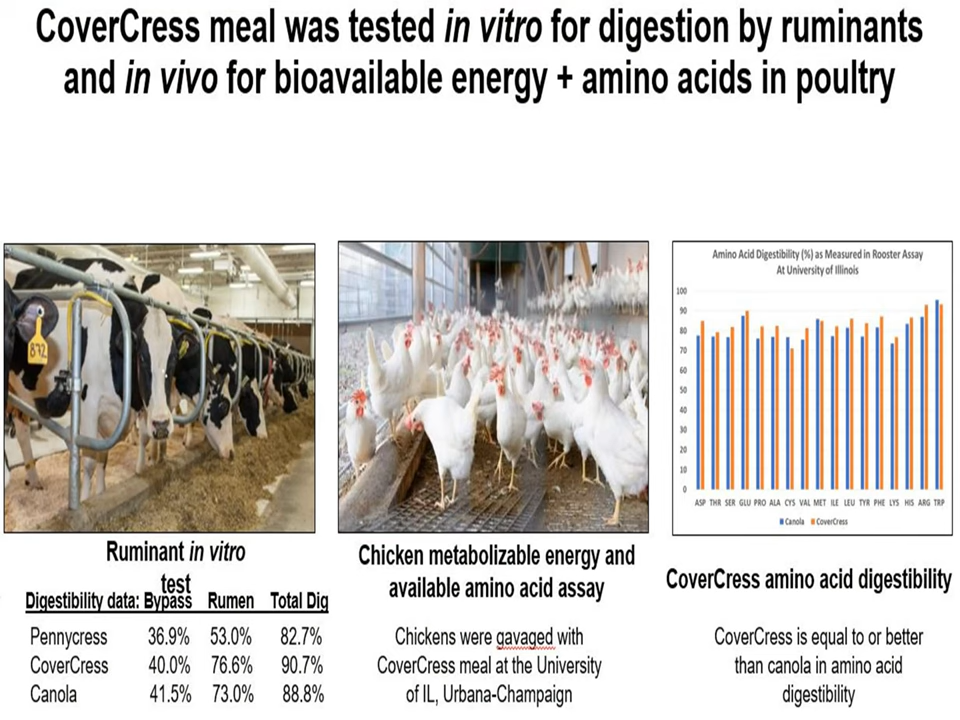 CoverCress meal was tested in vitro for digestion by ruminants
and in vivo for bioavailable energy + amino acids in poultry
872
Ruminant in vitro
test
Digestibility data: Bypass Rumen Total Dig
Pennycress 36.9% 53.0% 82.7%
CoverCress 40.0% 76.6% 90.7%
Canola 41.5% 73.0% 88.8%
Chicken metabolizable energy and
available amino acid assay
Chickens were gavaged with
CoverCress meal at the University
of IL, Urbana-Champaign
Amino Acid Digestibility (%) as Measured in Rooster Assay
At University of Illinois
100
90
80
70
60
50
40
30
20
10
0
ASP THR SER GLU PRO ALA CYS VAL MET ILE LEU TYR PHE LYS HIS ARG TRP
Canola CoverCress
CoverCress amino acid digestibility
CoverCress is equal to or better
than canola in amino acid
digestibility